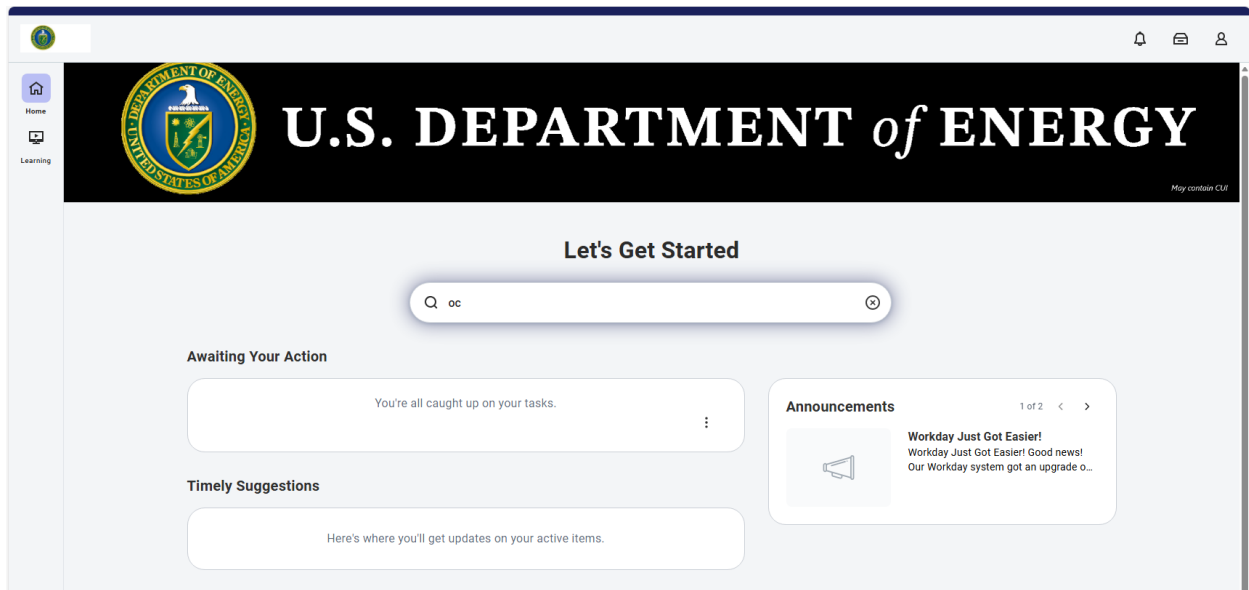 Home
Learning
DEPARTMENT OF ENERGY
UNITED STATES OF AMERICA
U.S. DEPARTMENT of ENERGY
May contain CUI
Let's Get Started
oc
Awaiting Your Action
You're all caught up on your tasks.
Announcements
1 of 2
Workday Just Got Easier!
Workday Just Got Easier! Good news!
Our Workday system got an upgrade o...
Timely Suggestions
Here's where you'll get updates on your active items.